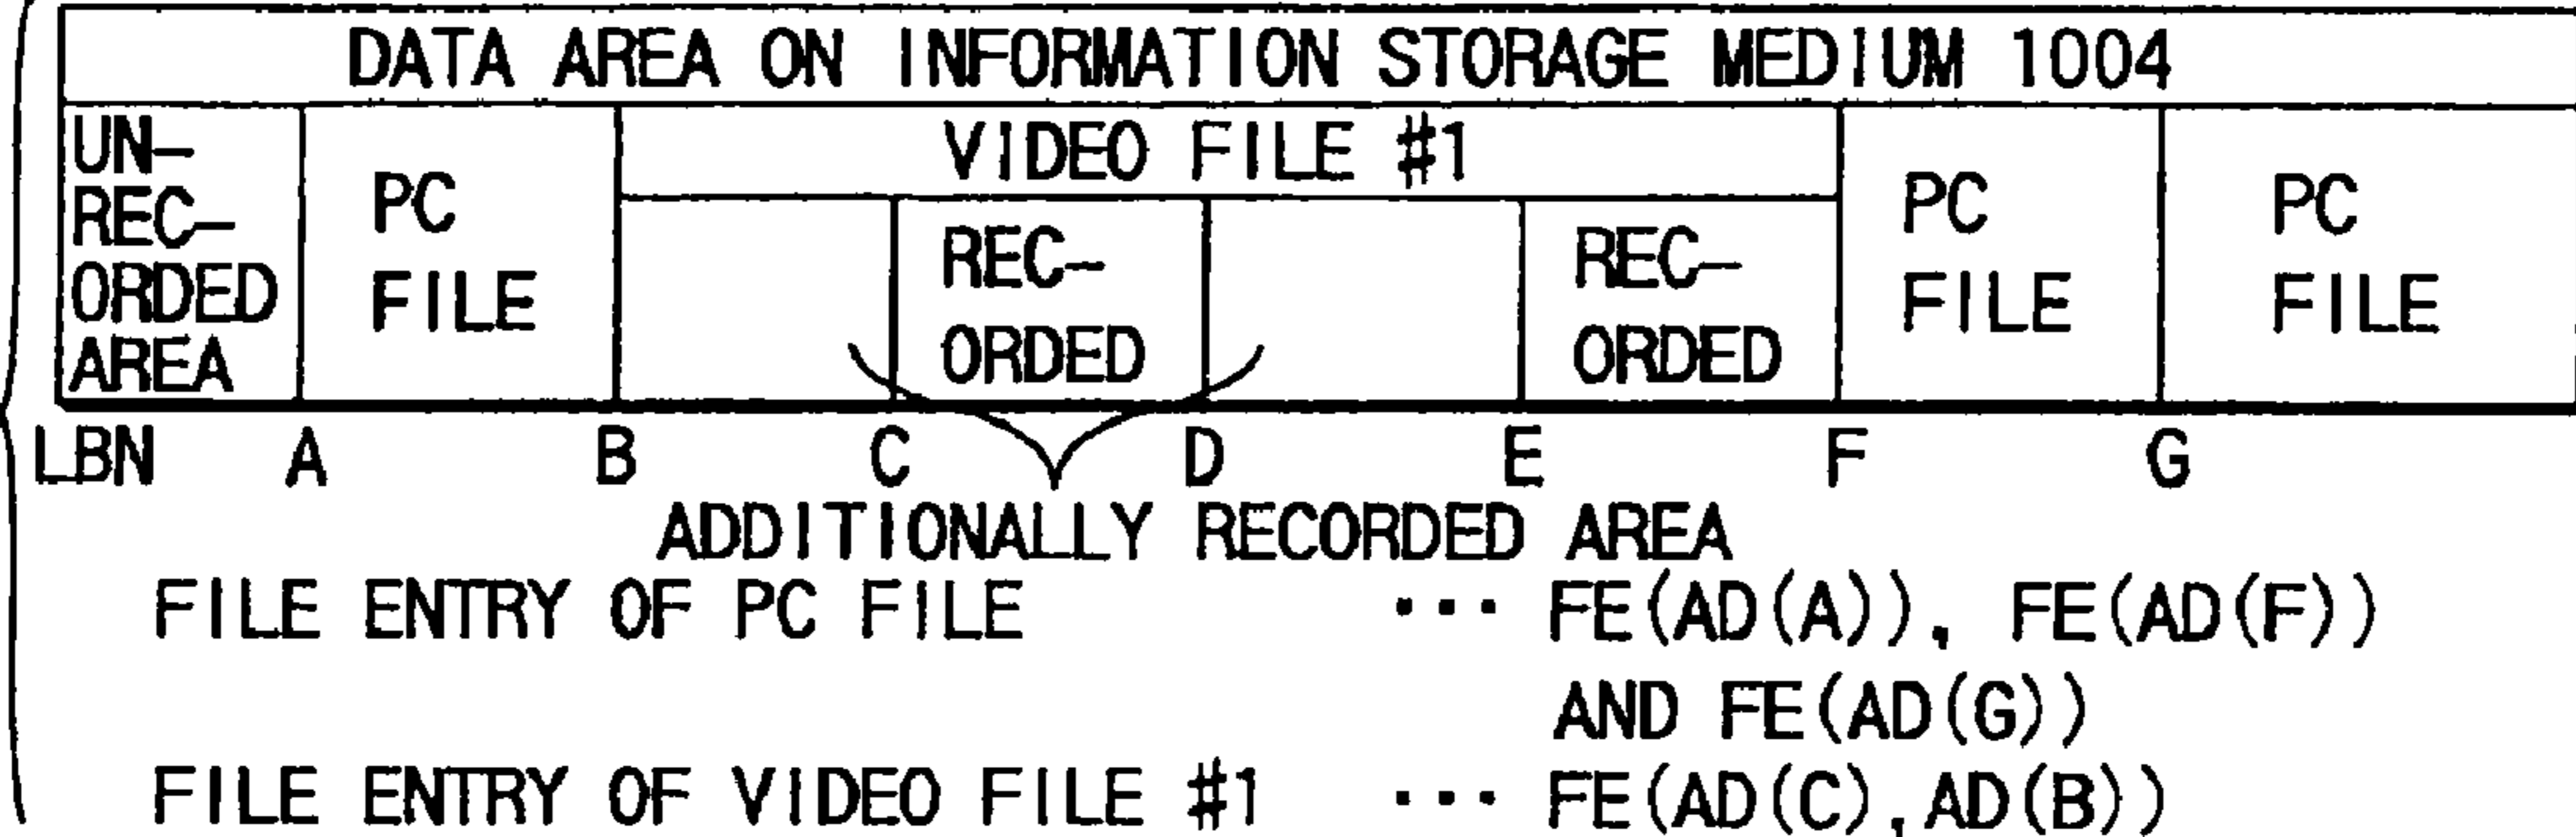 DATA AREA ON INFORMATION STORAGE MEDIUM 1004
UN-
REC-
ORDED
AREA
PC
FILE
VIDEO FILE #1
REC-
ORDED
REC-
ORDED
PC
FILE
PC
FILE
LBN A B C D E F G
ADDITIONALLY RECORDED AREA
FILE ENTRY OF PC FILE ··· FE(AD(A)), FE(AD(F))
AND FE(AD(G))
FILE ENTRY OF VIDEO FILE #1 ··· FE(AD(C),AD(B))